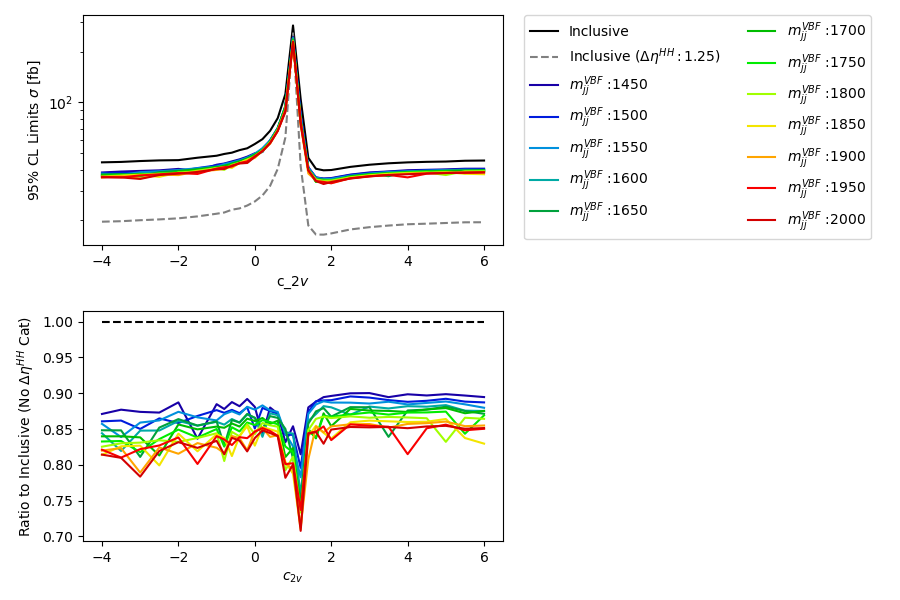 95% CL Limits σ [fb]
10²
−4 −2 0 2 4 6
c_2v
Inclusive
Inclusive (Δη^HH : 1.25)
m_jj^VBF :1450
m_jj^VBF :1500
m_jj^VBF :1550
m_jj^VBF :1600
m_jj^VBF :1650
m_jj^VBF :1700
m_jj^VBF :1750
m_jj^VBF :1800
m_jj^VBF :1850
m_jj^VBF :1900
m_jj^VBF :1950
m_jj^VBF :2000
Ratio to Inclusive (No Δη^HH Cat)
1.00
0.95
0.90
0.85
0.80
0.75
0.70
−4 −2 0 2 4 6
c_2v